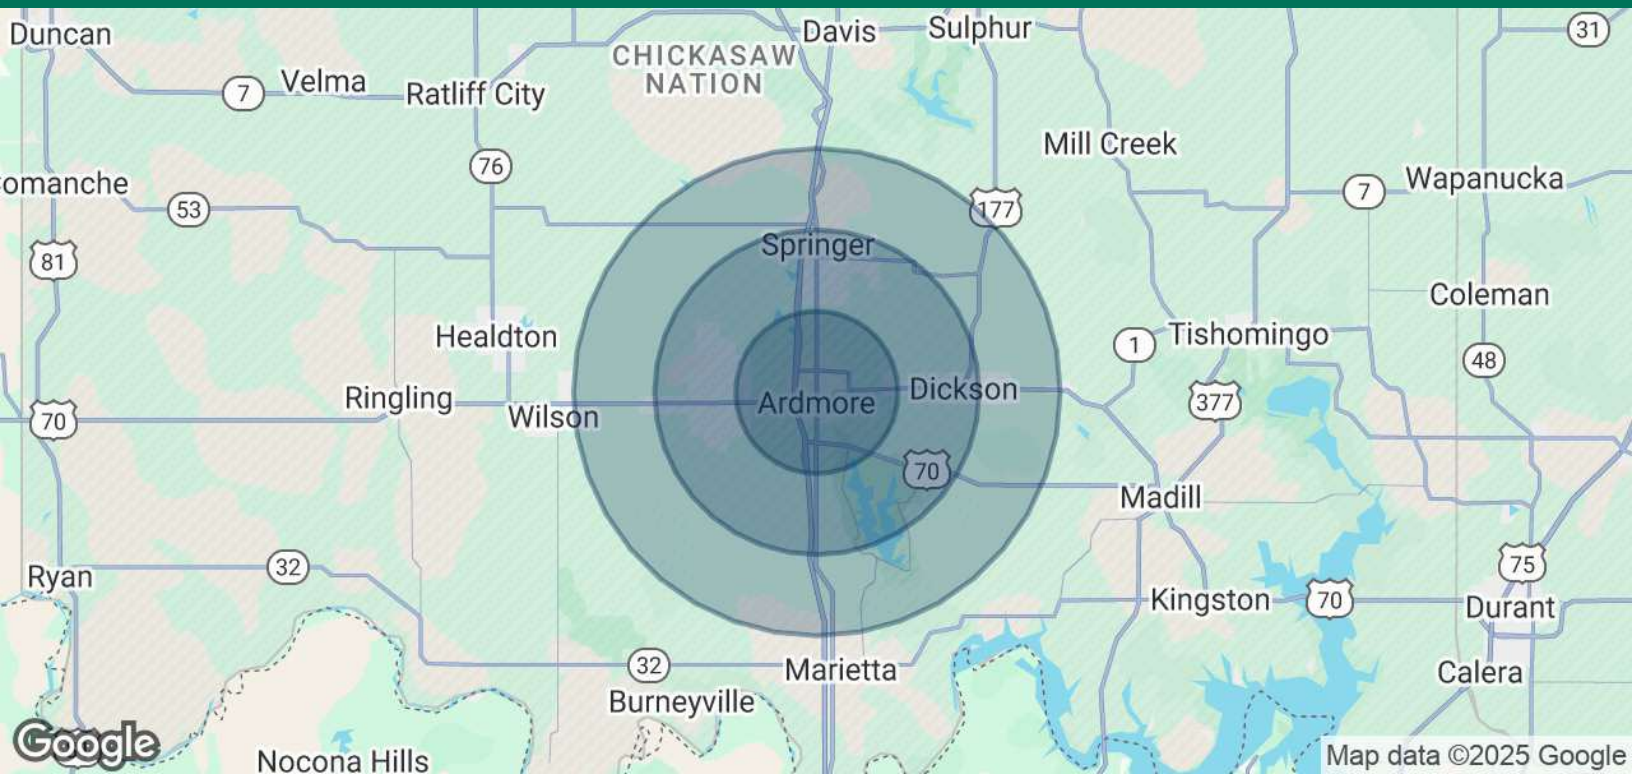 Duncan
Davis
Sulphur
31
CHICKASAW
NATION
7
Velma
Ratliff City
Mill Creek
76
omanche
53
7
Wapanucka
177
Springer
81
Coleman
Healdton
1
Tishomingo
48
Ringling
Wilson
Ardmore
Dickson
377
70
70
Madill
32
Ryan
75
Kingston
70
Durant
32
Marietta
Calera
Burneyville
Google
Nocona Hills
Map data ©2025 Google